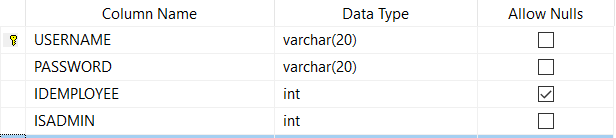 Column Name Data Type Allow Nulls
USERNAME varchar(20)
PASSWORD varchar(20)
IDEMPLOYEE int
ISADMIN int